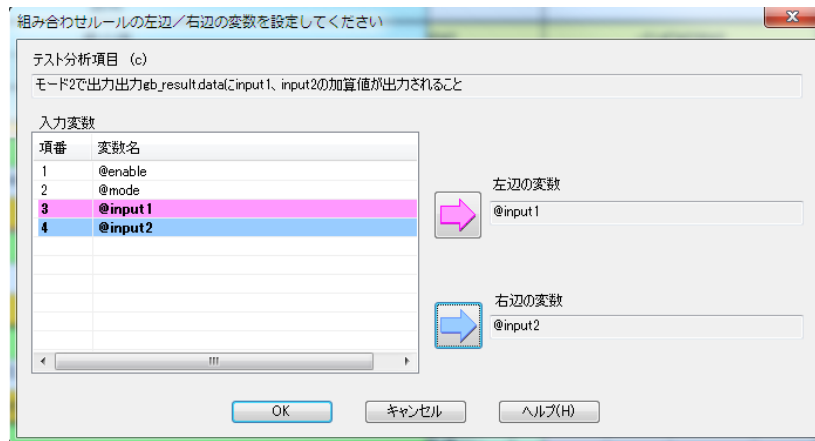 組み合わせルールの左辺/右辺の変数を設定してください
テスト分析項目 (c)
モード2で出力出力gb_result.dataにinput1、input2の加算値が出力されること
入力変数
項番 変数名
1 @enable
2 @mode
3 @input1
4 @input2
左辺の変数
@input1
右辺の変数
@input2
OK キャンセル ヘルプ(H)